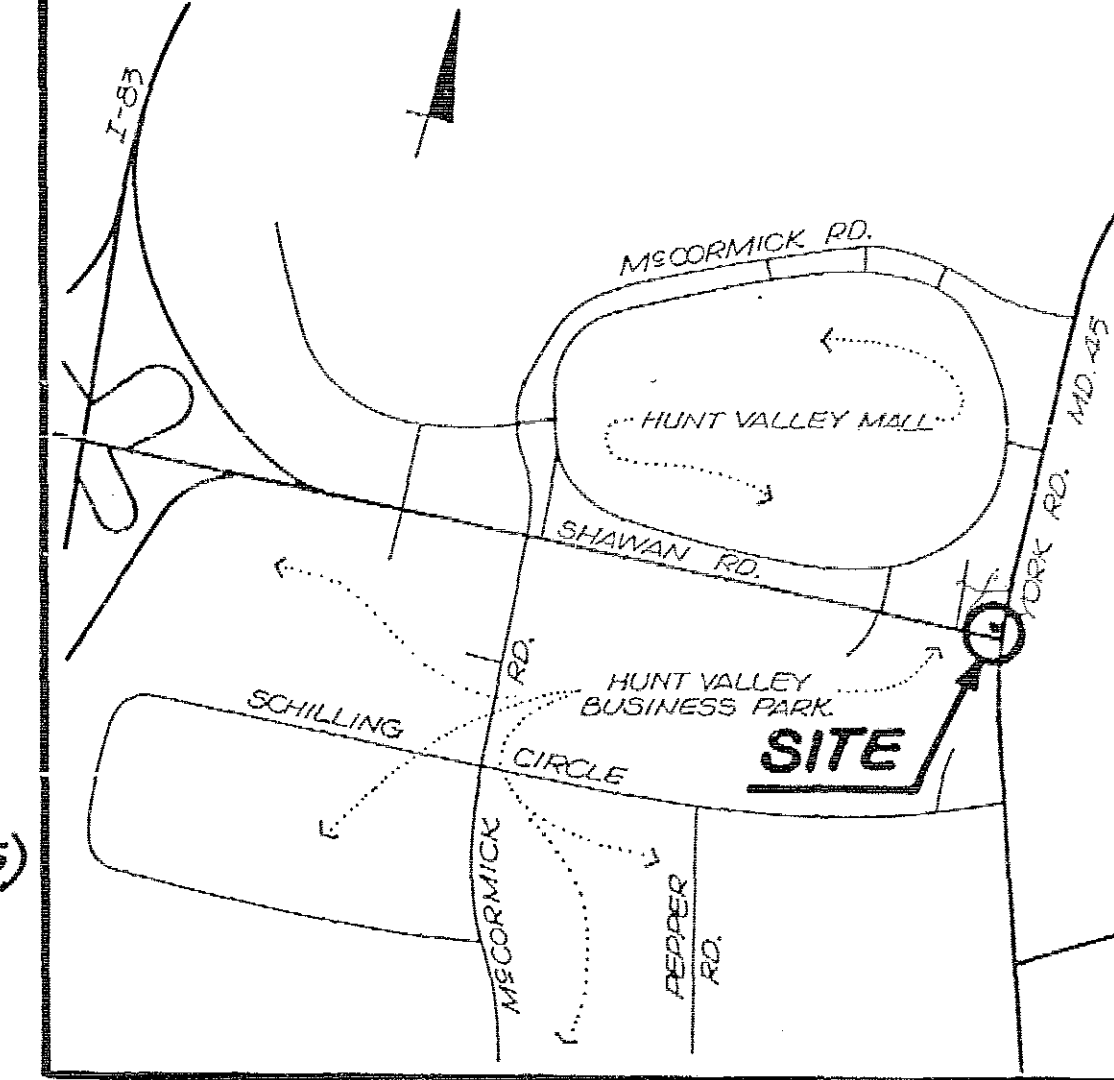 I-83
McCORMICK RD.
MD. 45
HUNT VALLEY MALL
YORK RD.
SHAWAN RD.
RD.
HUNT VALLEY
BUSINESS PARK
SCHILLING
CIRCLE
SITE
McCORMICK
PEPPER
RD.